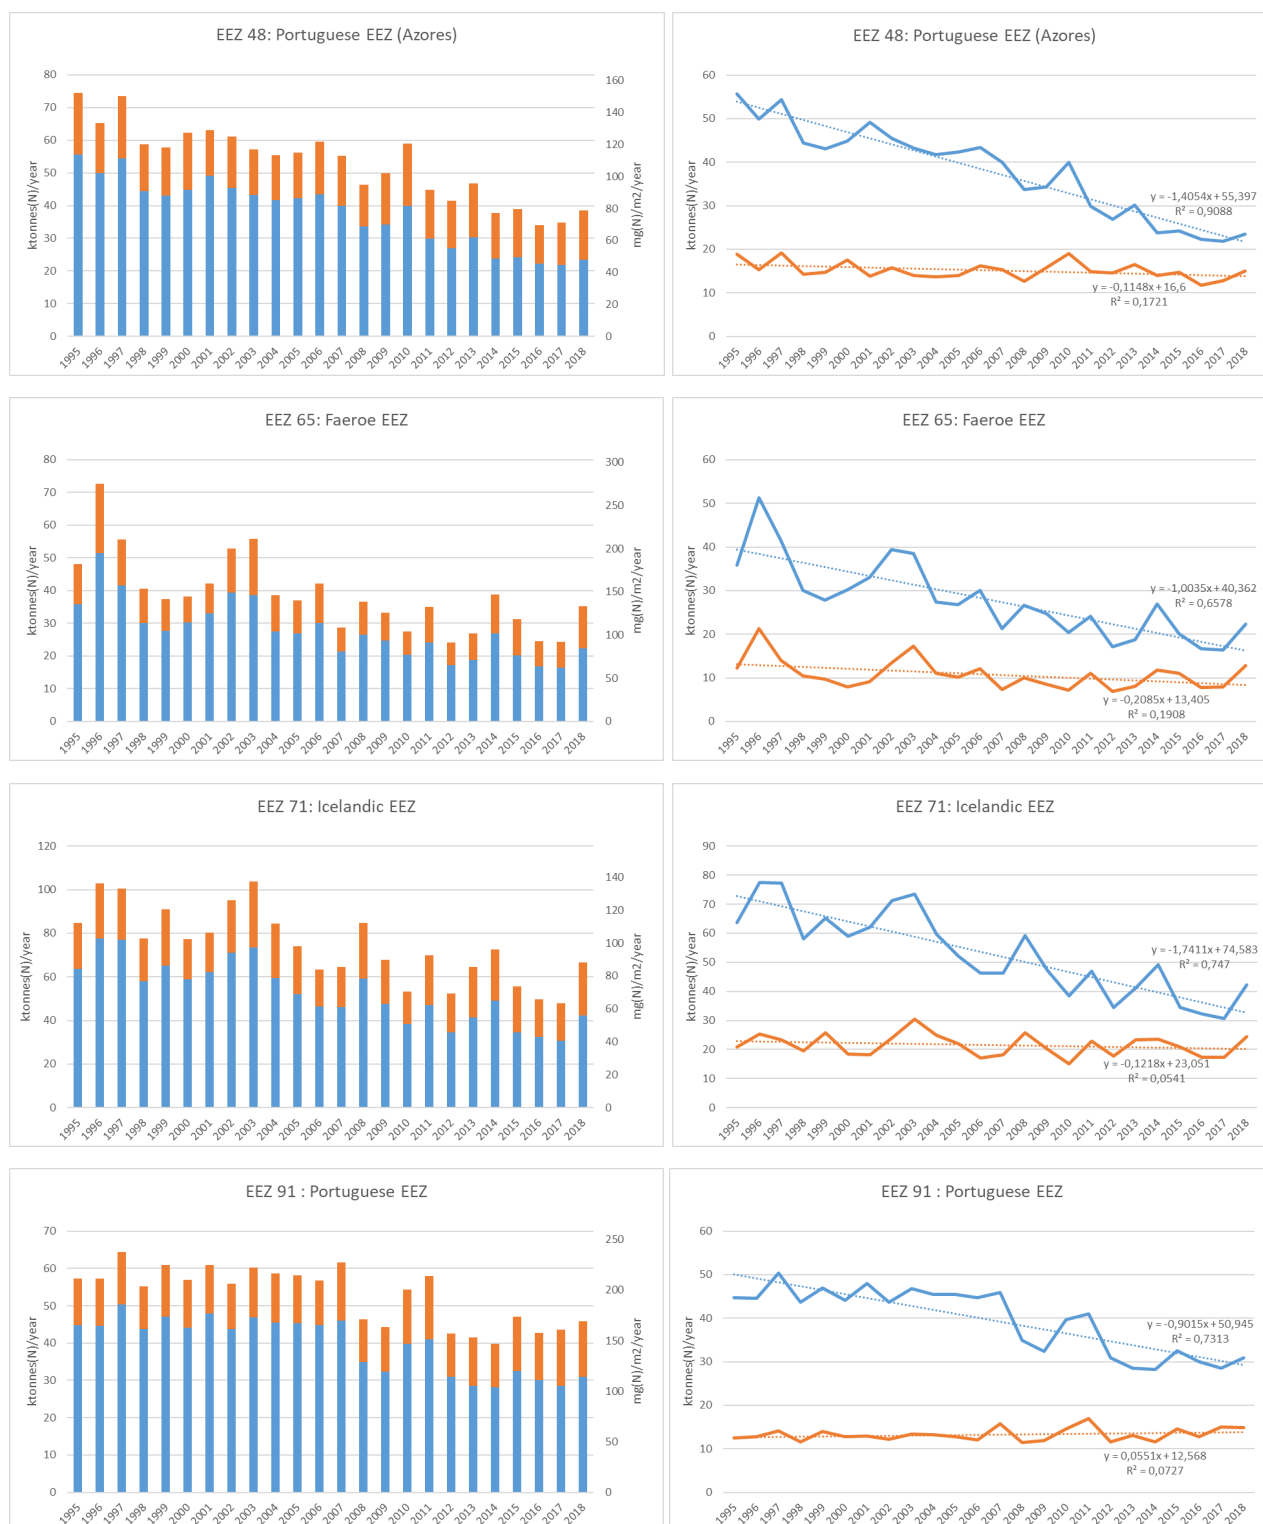 EEZ 48: Portuguese EEZ (Azores)
80
70
60
50
40
30
20
10
0
ktonnes(N)/year
160
140
120
100
80
60
40
20
0
mg(N)/m2/year
1995 1996 1997 1998 1999 2000 2001 2002 2003 2004 2005 2006 2007 2008 2009 2010 2011 2012 2013 2014 2015 2016 2017 2018
EEZ 48: Portuguese EEZ (Azores)
60
50
40
30
20
10
0
ktonnes(N)/year
y = -1,4054x + 55,397
R² = 0,9088
y = -0,1148x + 16,6
R² = 0,1721
1995 1996 1997 1998 1999 2000 2001 2002 2003 2004 2005 2006 2007 2008 2009 2010 2011 2012 2013 2014 2015 2016 2017 2018
EEZ 65: Faeroe EEZ
80
70
60
50
40
30
20
10
0
ktonnes(N)/year
300
250
200
150
100
50
0
mg(N)/m2/year
1995 1996 1997 1998 1999 2000 2001 2002 2003 2004 2005 2006 2007 2008 2009 2010 2011 2012 2013 2014 2015 2016 2017 2018
EEZ 65: Faeroe EEZ
60
50
40
30
20
10
0
ktonnes(N)/year
y = -1,0035x + 40,362
R² = 0,6578
y = -0,2085x + 13,405
R² = 0,1908
1995 1996 1997 1998 1999 2000 2001 2002 2003 2004 2005 2006 2007 2008 2009 2010 2011 2012 2013 2014 2015 2016 2017 2018
EEZ 71: Icelandic EEZ
120
100
80
60
40
20
0
ktonnes(N)/year
140
120
100
80
60
40
20
0
mg(N)/m2/year
1995 1996 1997 1998 1999 2000 2001 2002 2003 2004 2005 2006 2007 2008 2009 2010 2011 2012 2013 2014 2015 2016 2017 2018
EEZ 71: Icelandic EEZ
90
80
70
60
50
40
30
20
10
0
ktonnes(N)/year
y = -1,7411x + 74,583
R² = 0,747
y = -0,1218x + 23,051
R² = 0,0541
1995 1996 1997 1998 1999 2000 2001 2002 2003 2004 2005 2006 2007 2008 2009 2010 2011 2012 2013 2014 2015 2016 2017 2018
EEZ 91 : Portuguese EEZ
70
60
50
40
30
20
10
0
ktonnes(N)/year
250
200
150
100
50
0
mg(N)/m2/year
1995 1996 1997 1998 1999 2000 2001 2002 2003 2004 2005 2006 2007 2008 2009 2010 2011 2012 2013 2014 2015 2016 2017 2018
EEZ 91 : Portuguese EEZ
60
50
40
30
20
10
0
ktonnes(N)/year
y = -0,9015x + 50,945
R² = 0,7313
y = 0,0551x + 12,568
R² = 0,0727
1995 1996 1997 1998 1999 2000 2001 2002 2003 2004 2005 2006 2007 2008 2009 2010 2011 2012 2013 2014 2015 2016 2017 2018